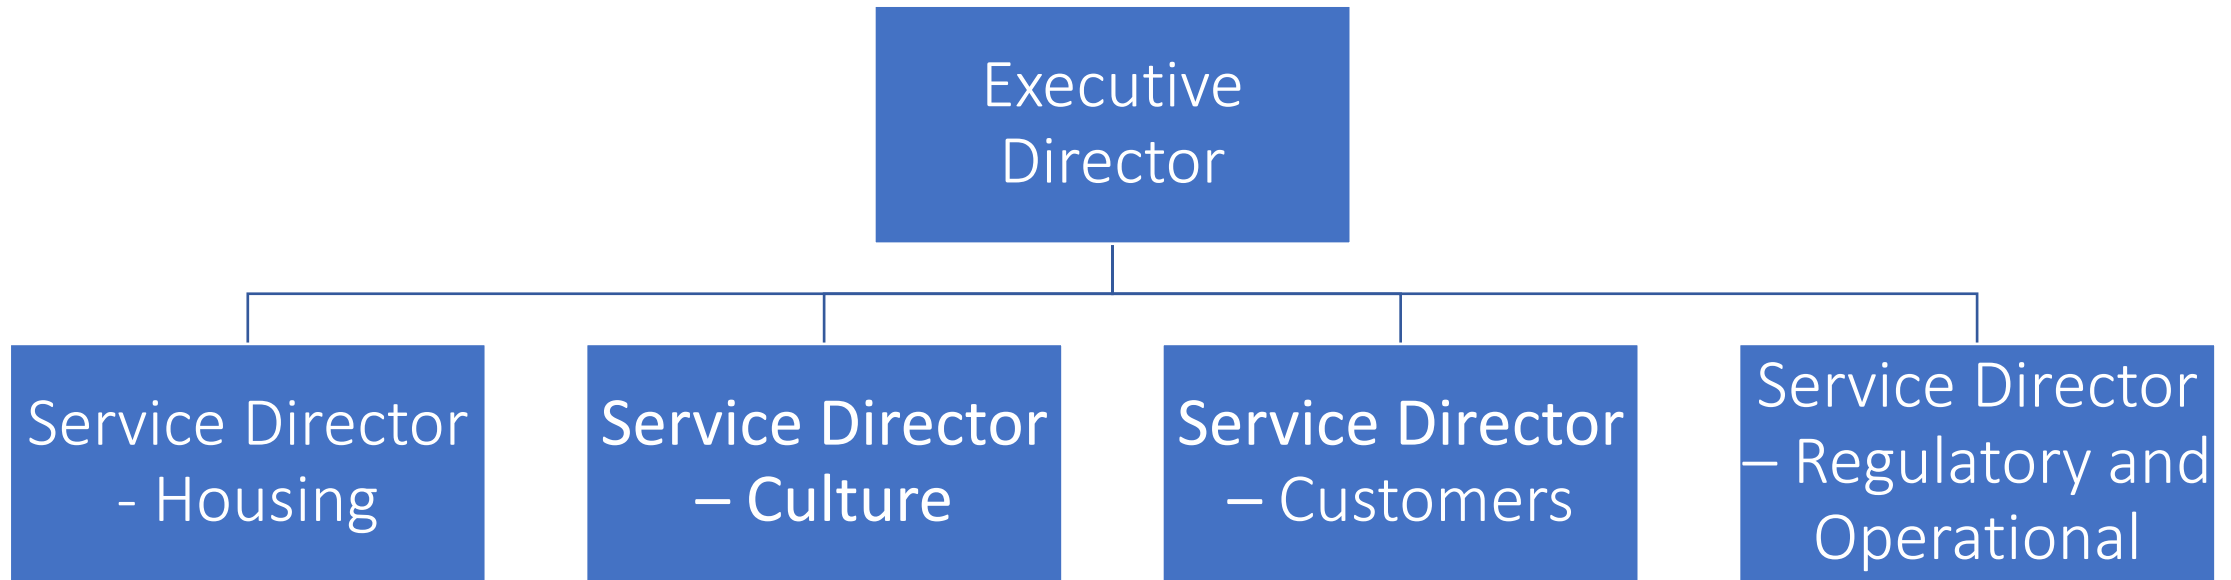 Executive
Director
Service Director
- Housing
Service Director
– Culture
Service Director
– Customers
Service Director
– Regulatory and
Operational